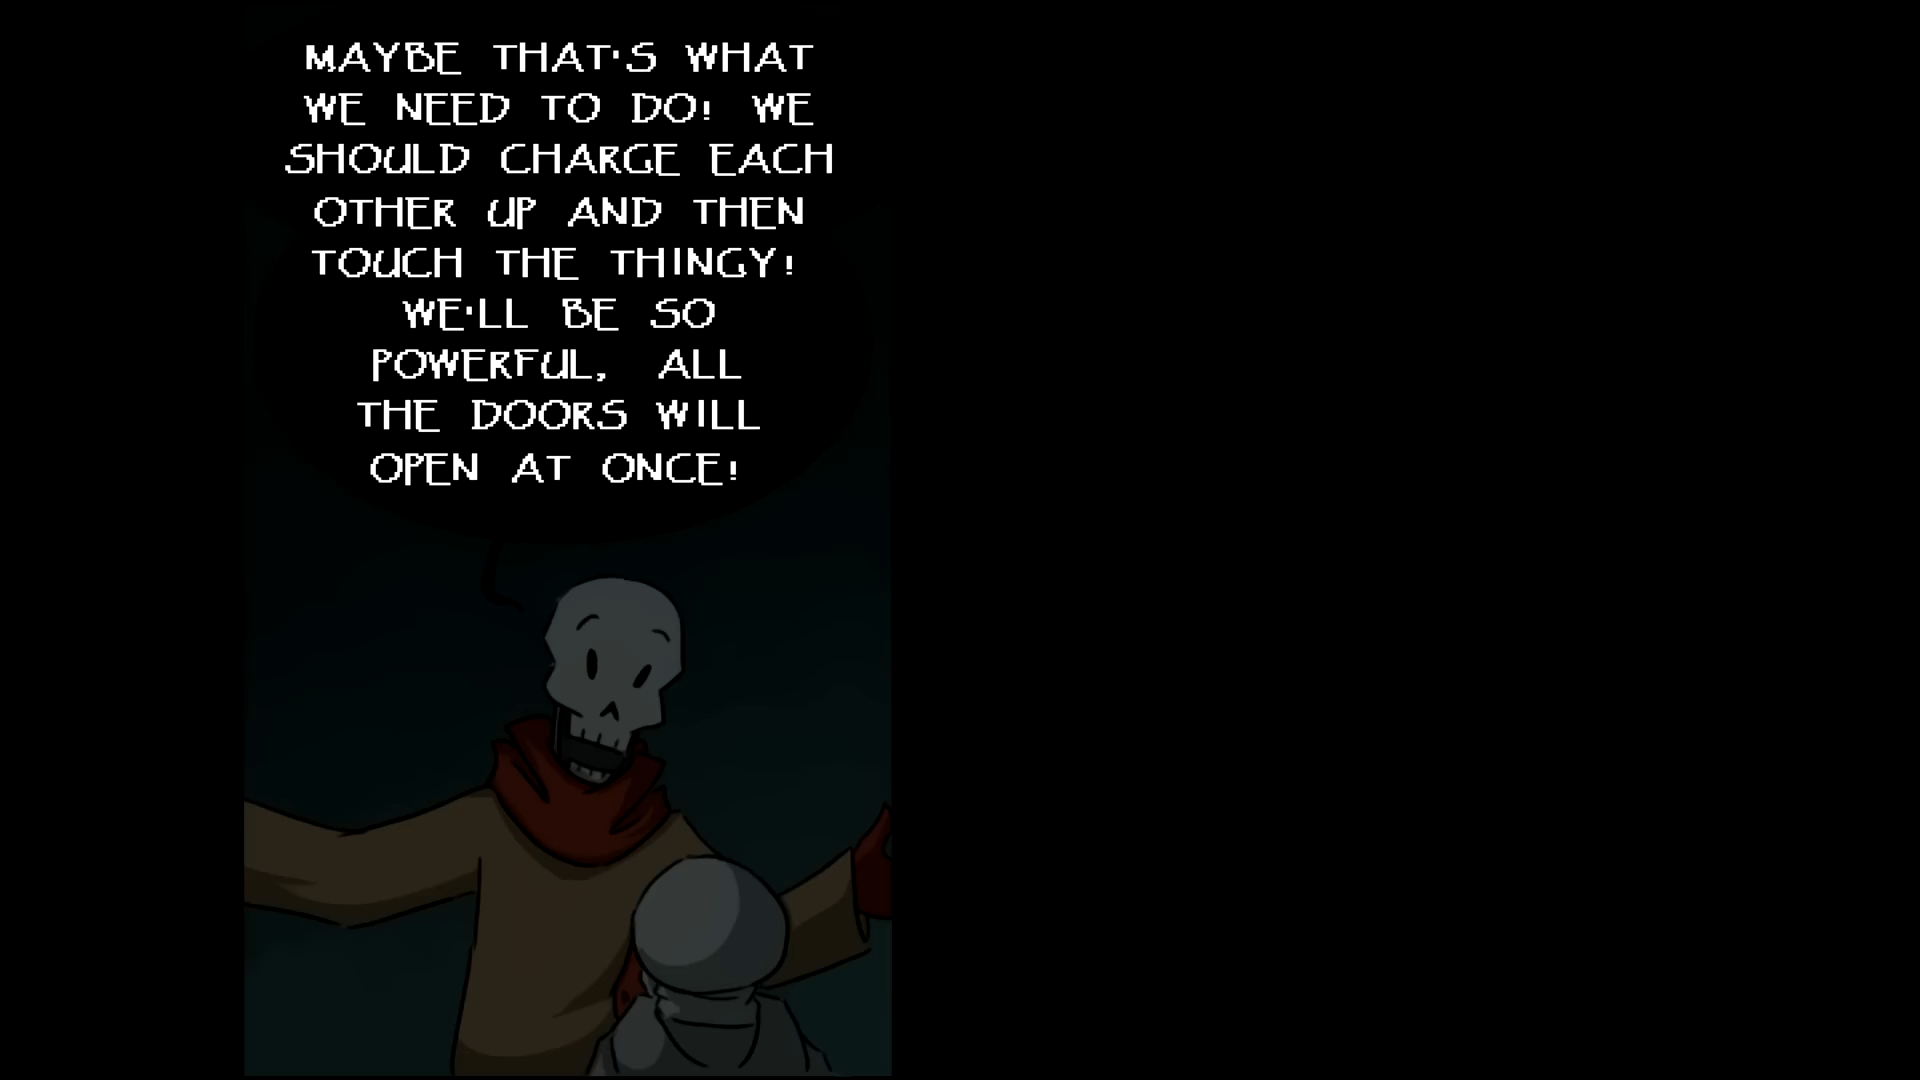 MAYBE THAT'S WHAT
WE NEED TO DO! WE
SHOULD CHARGE EACH
OTHER UP AND THEN
TOUCH THE THINGY!
WE'LL BE SO
POWERFUL, ALL
THE DOORS WILL
OPEN AT ONCE!